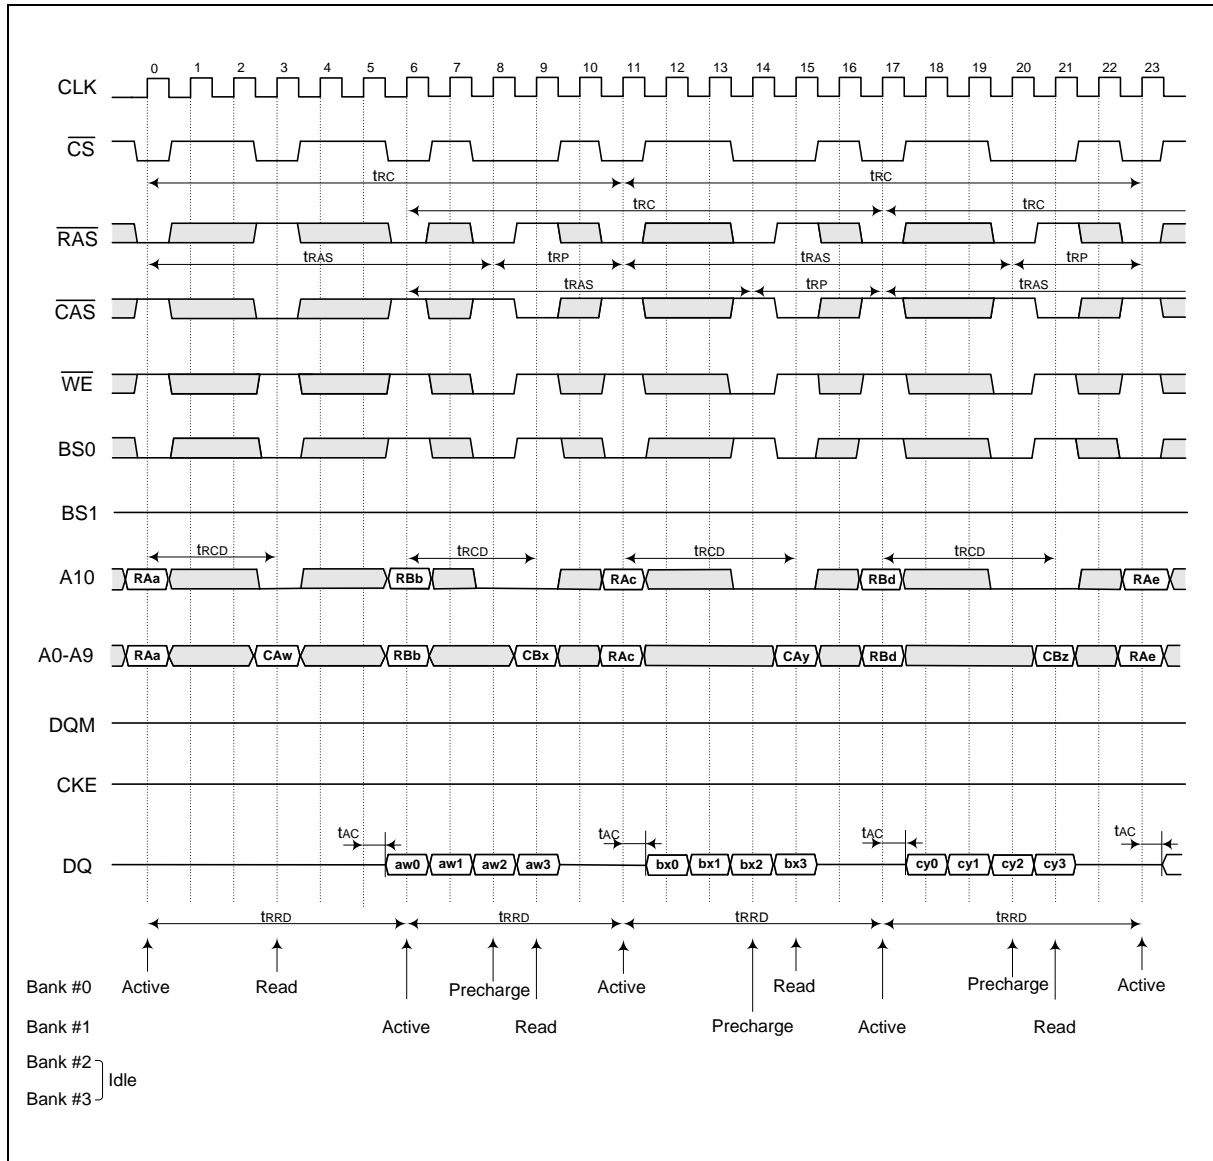 0 1 2 3 4 5 6 7 8 9 10 11 12 13 14 15 16 17 18 19 20 21 22 23
CLK
CS
tRC tRC
tRC tRC
RAS
tRAS tRP tRAS tRP
tRAS tRP tRAS
CAS
WE
BS0
BS1
tRCD tRCD tRCD tRCD
A10 RAa RBb RAc RBd RAe
A0-A9 RAa CAw RBb CBx RAc CAy RBd CBz RAe
DQM
CKE
tAC tAC tAC tAC
DQ aw0 aw1 aw2 aw3 bx0 bx1 bx2 bx3 cy0 cy1 cy2 cy3
tRRD tRRD tRRD tRRD
Bank #0 Active Read Precharge Active Read Precharge Active
Bank #1 Active Read Precharge Active Read
Bank #2
Idle
Bank #3